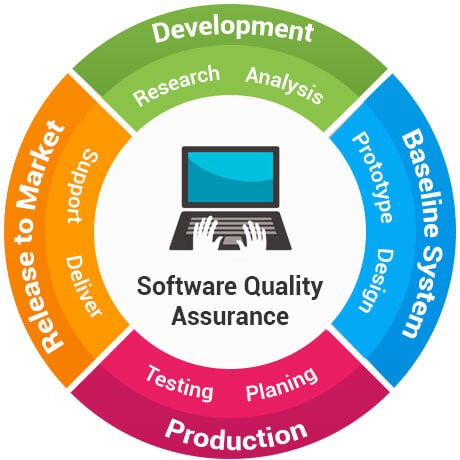 Development
Research Analysis
Baseline System
Prototype Design
Production
Testing Planing
Release to Market
Support
Deliver
Software Quality
Assurance